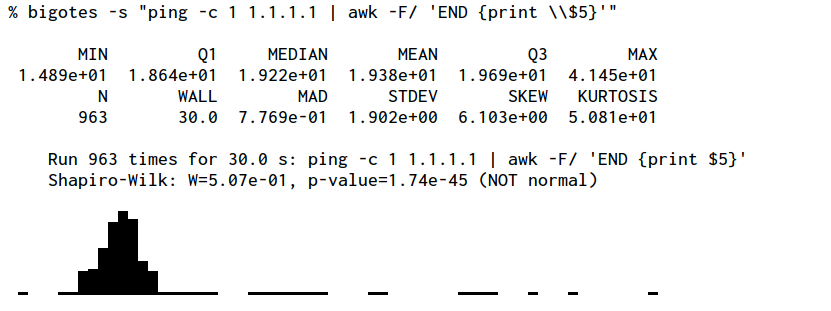 % bigotes -s "ping -c 1 1.1.1.1 | awk -F/ 'END {print \\$5}'"
MIN Q1 MEDIAN MEAN Q3 MAX
1.489e+01 1.864e+01 1.922e+01 1.938e+01 1.969e+01 4.145e+01
N WALL MAD STDEV SKEW KURTOSIS
963 30.0 7.769e-01 1.902e+00 6.103e+00 5.081e+01
Run 963 times for 30.0 s: ping -c 1 1.1.1.1 | awk -F/ 'END {print $5}'
Shapiro-Wilk: W=5.07e-01, p-value=1.74e-45 (NOT normal)